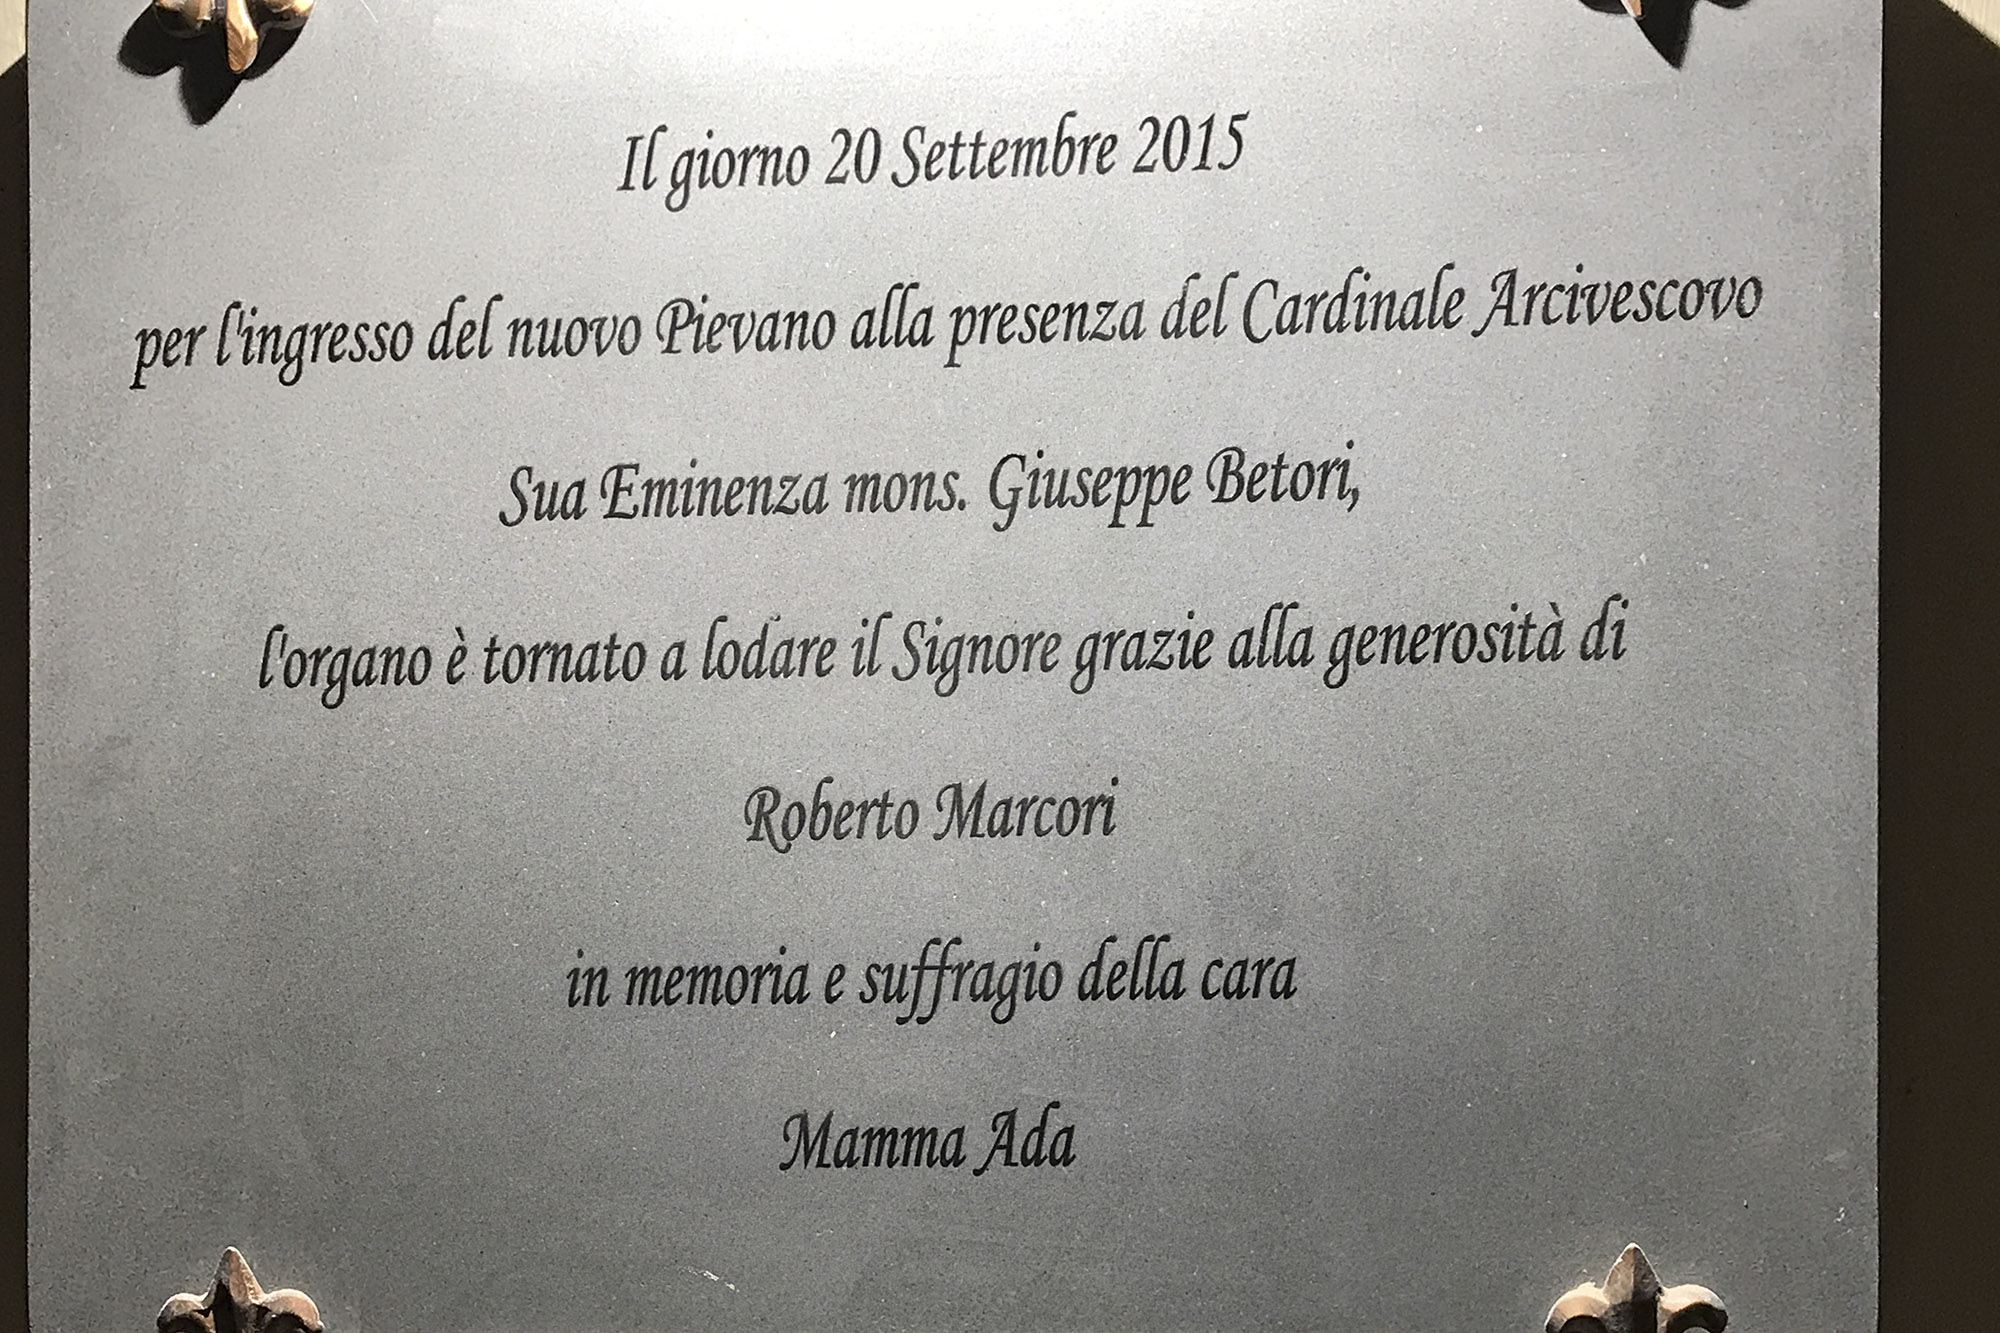 Il giorno 20 Settembre 2015
per l'ingresso del nuovo Pievano alla presenza del Cardinale Arcivescovo
Sua Eminenza mons. Giuseppe Betori,
l'organo è tornato a lodare il Signore grazie alla generosità di
Roberto Marcori
in memoria e suffragio della cara
Mamma Ada